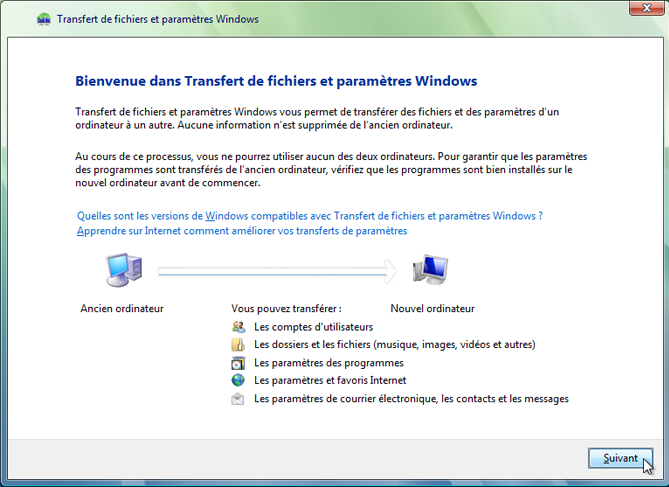 Transfert de fichiers et paramètres Windows
Bienvenue dans Transfert de fichiers et paramètres Windows
Transfert de fichiers et paramètres Windows vous permet de transférer des fichiers et des paramètres d'un
ordinateur à un autre. Aucune information n'est supprimée de l'ancien ordinateur.
Au cours de ce processus, vous ne pourrez utiliser aucun des deux ordinateurs. Pour garantir que les paramètres
des programmes sont transférés de l'ancien ordinateur, vérifiez que les programmes sont bien installés sur le
nouvel ordinateur avant de commencer.
Quelles sont les versions de Windows compatibles avec Transfert de fichiers et paramètres Windows ?
Apprendre sur Internet comment améliorer vos transferts de paramètres
Ancien ordinateur
Vous pouvez transférer :
Nouvel ordinateur
Les comptes d'utilisateurs
Les dossiers et les fichiers (musique, images, vidéos et autres)
Les paramètres des programmes
Les paramètres et favoris Internet
Les paramètres de courrier électronique, les contacts et les messages
Suivant